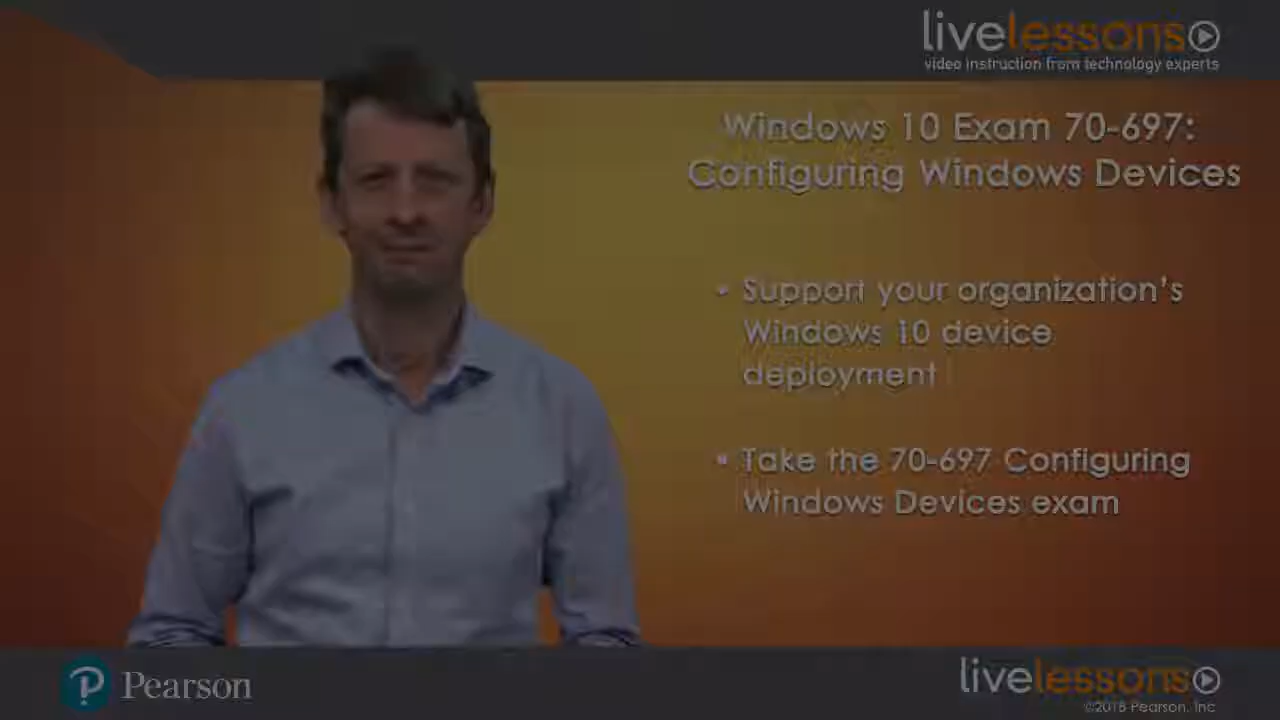 livelessons
video instruction from technology experts
Windows 10 Exam 70-697:
Configuring Windows Devices
• Support your organization's
Windows 10 device
deployment
• Take the 70-697 Configuring
Windows Devices exam
Pearson
livelessons
©2018 Pearson, Inc